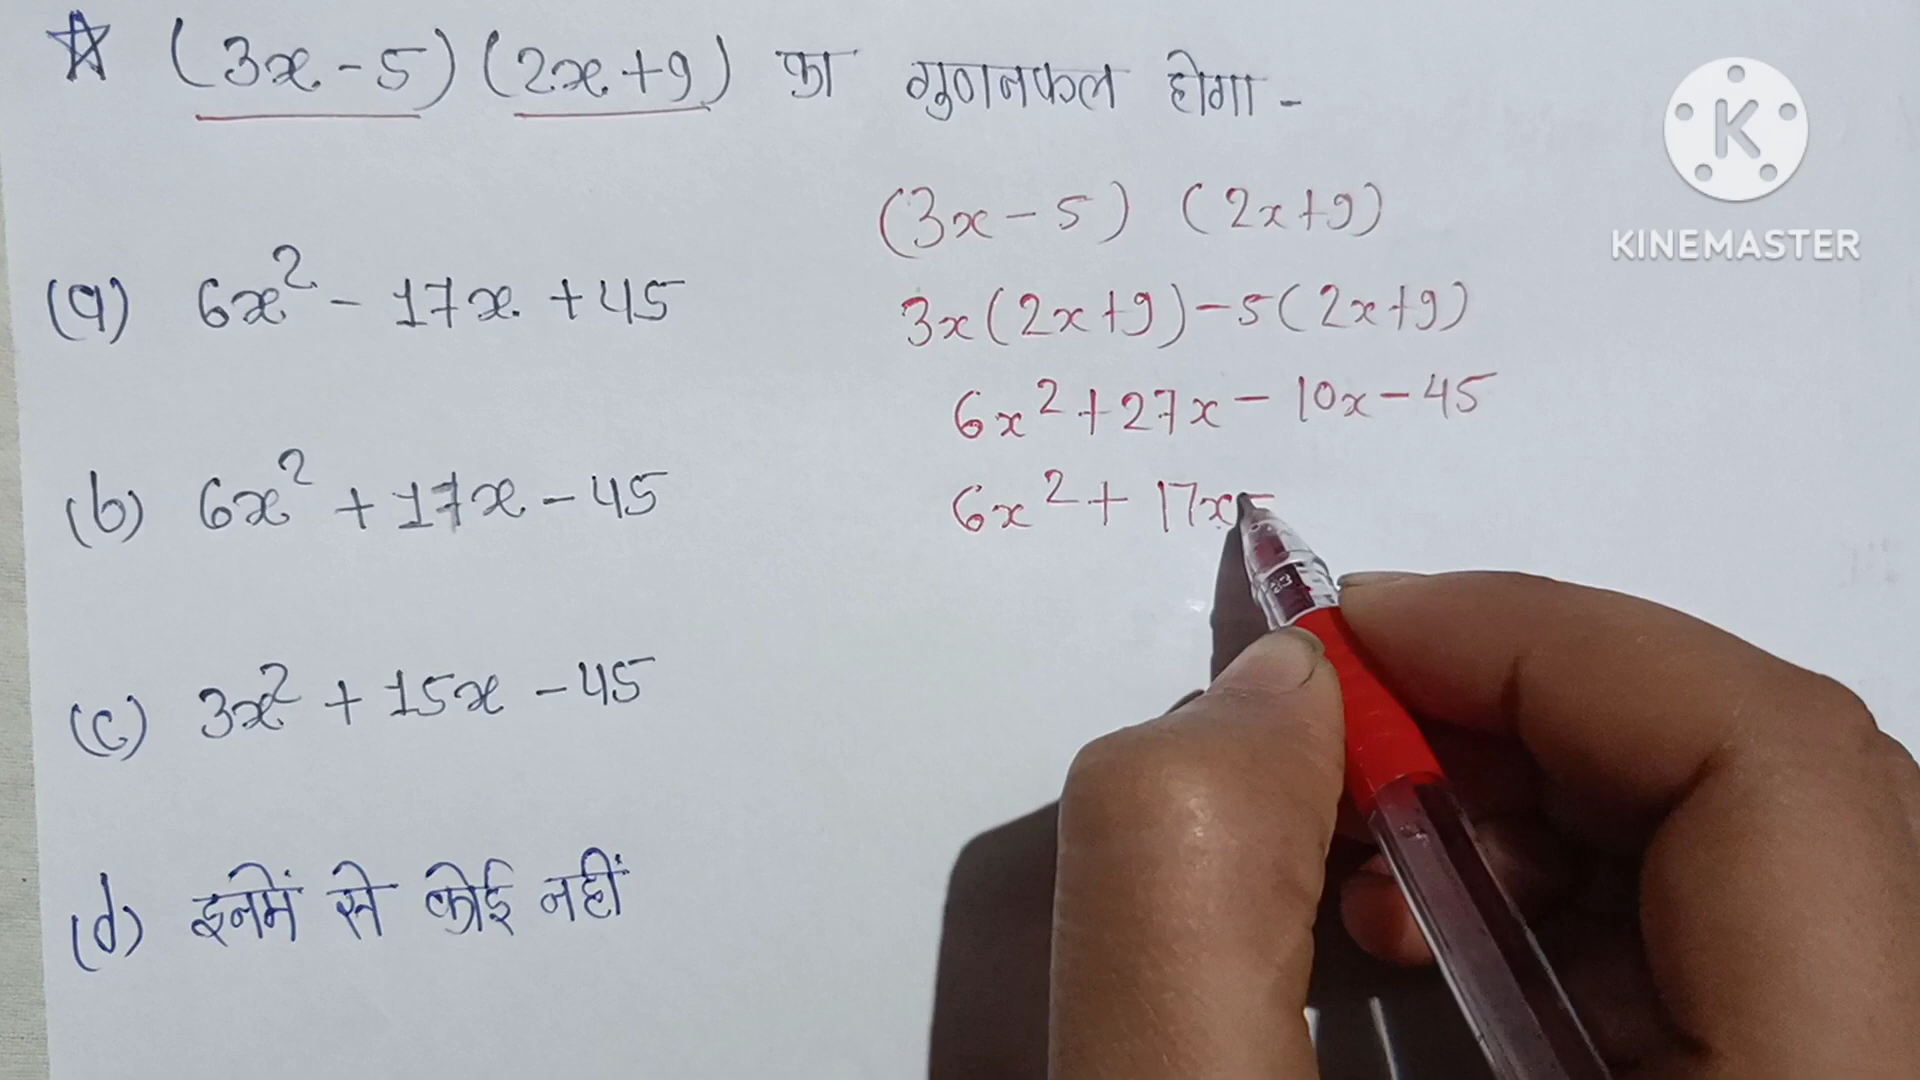 ☆ (3x-5) (2x+9) का गुणनफल होगा -
(a) 6x² - 17x + 45
(b) 6x² + 17x - 45
(c) 3x² + 15x - 45
(d) इनमें से कोई नहीं
(3x-5) (2x+9)
3x(2x+9)-5(2x+9)
6x²+27x-10x-45
6x²+17x-
K
KINEMASTER